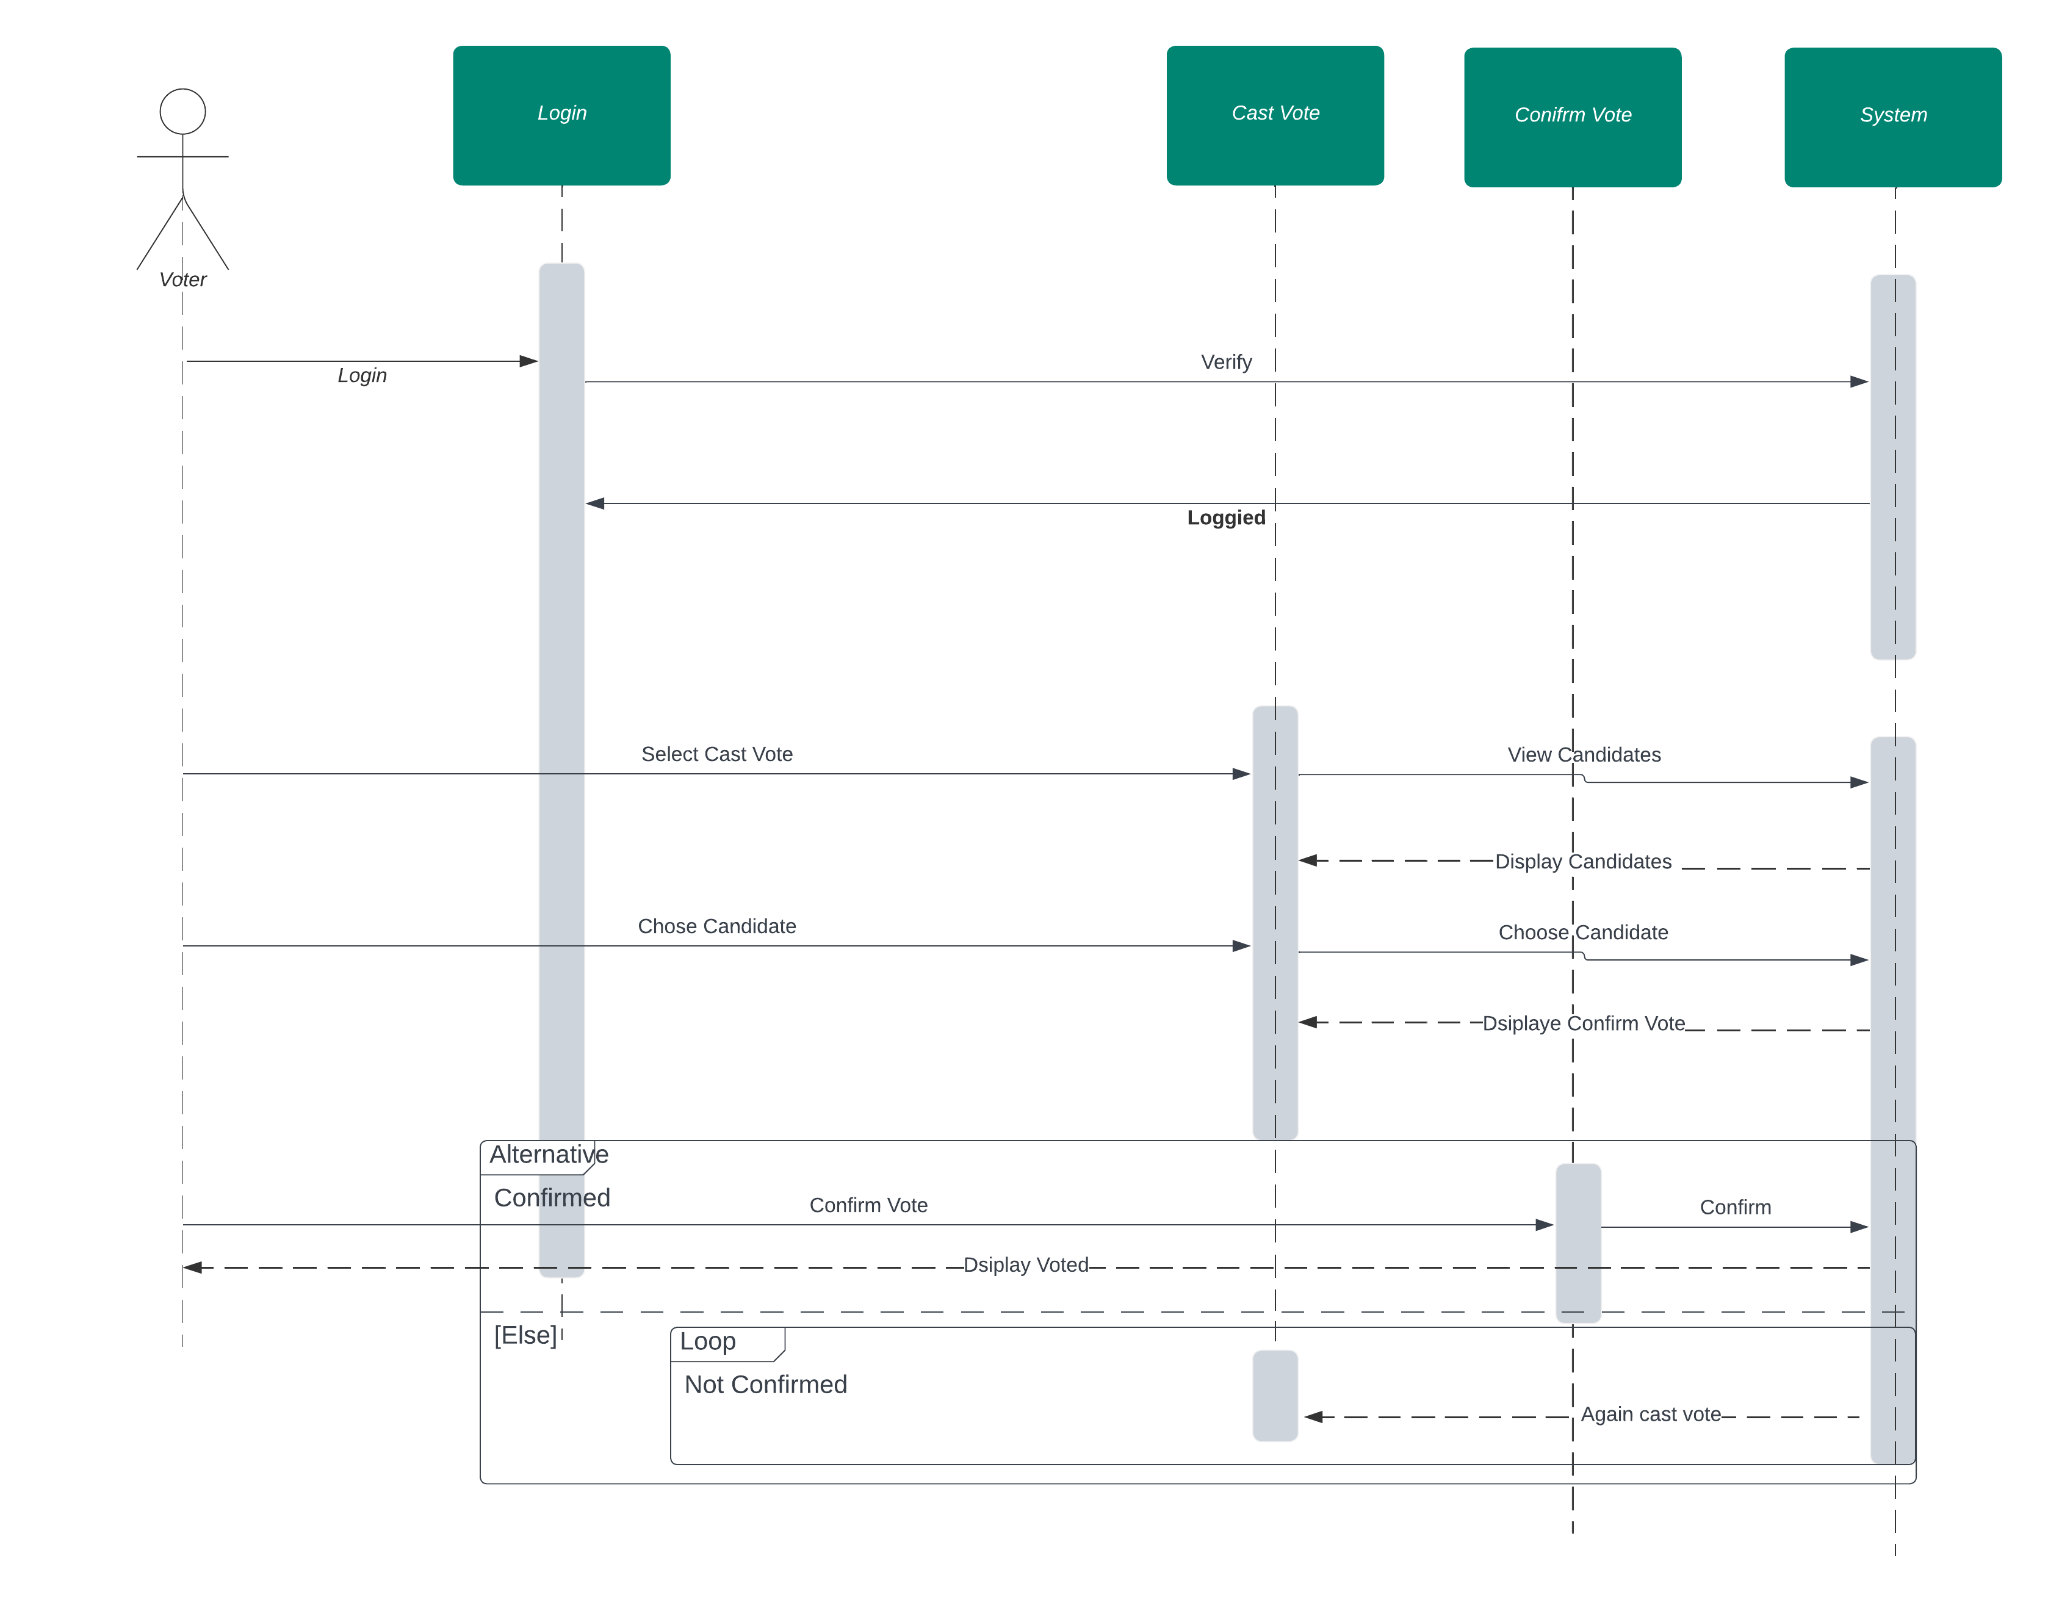 Login
Cast Vote
Conifrm Vote
System
Voter
Login
Verify
Loggied
Select Cast Vote
View Candidates
Display Candidates
Chose Candidate
Choose Candidate
Dsiplaye Confirm Vote
Alternative
Confirmed
Confirm Vote
Confirm
Dsiplay Voted
[Else]
Loop
Not Confirmed
Again cast vote